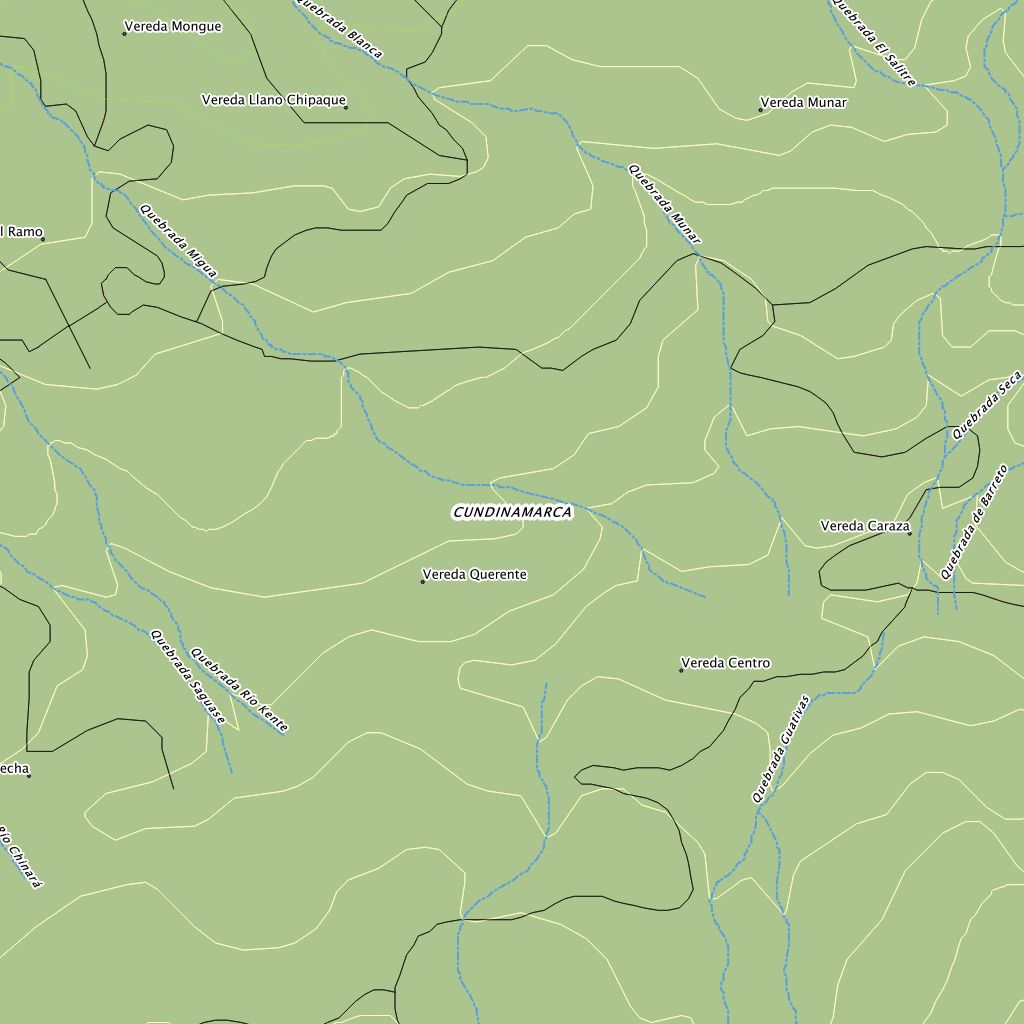 Quebrada Blanca
Quebrada El Salitre
Vereda Mongue
Vereda Llano Chipaque
Vereda Munar
Quebrada Munar
Quebrada Migua
l Ramo
Quebrada Seca
Quebrada de Barreto
CUNDINAMARCA
Vereda Caraza
Vereda Querente
Quebrada Saguase
Quebrada Río Kente
Vereda Centro
Quebrada Guativas
echa
Río Chinará